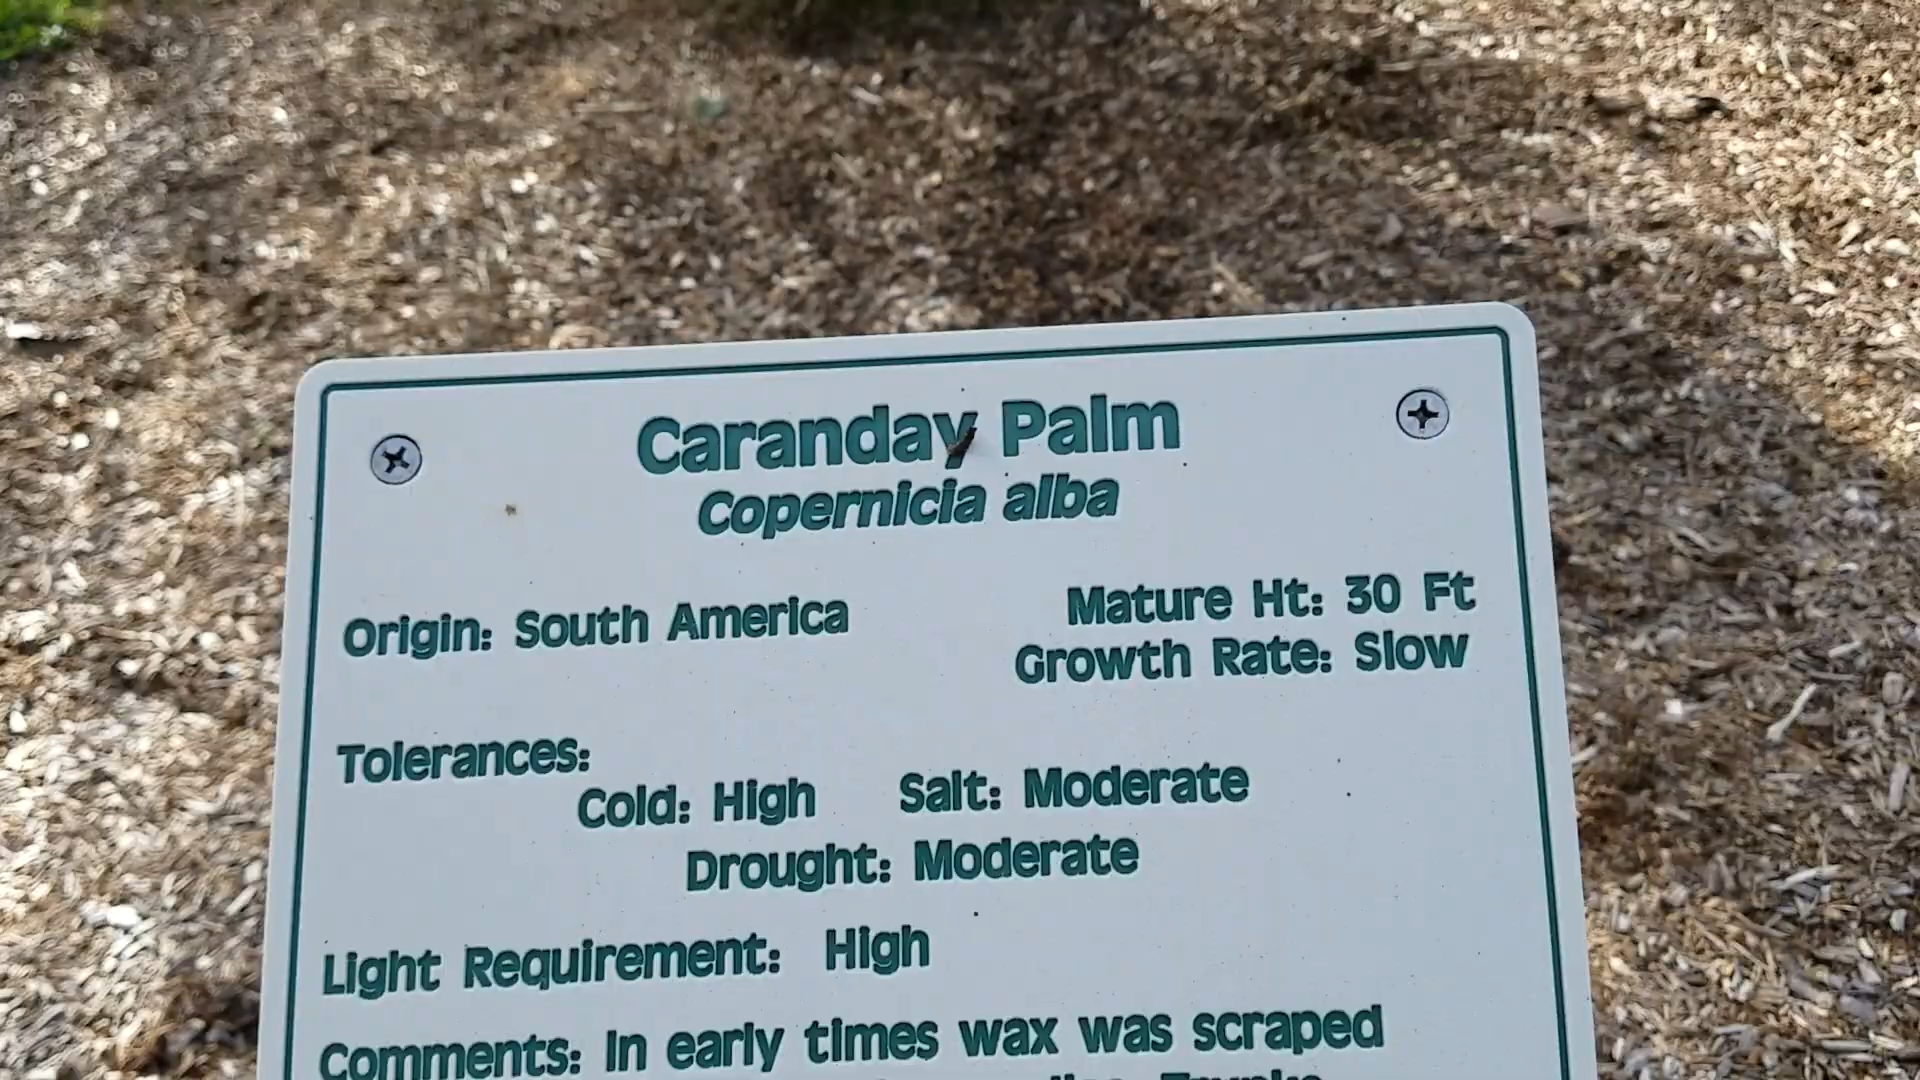 Caranday Palm
Copernicia alba
Origin: South America
Mature Ht: 30 Ft
Growth Rate: Slow
Tolerances:
Cold: High Salt: Moderate
Drought: Moderate
Light Requirement: High
Comments: In early times wax was scraped